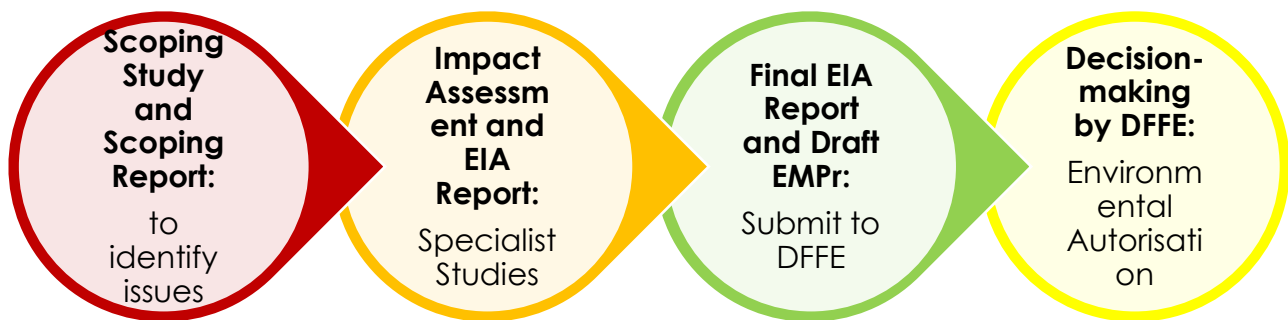 Scoping
Study
and
Scoping
Report:
to
identify
issues
Impact
Assessm
ent and
EIA
Report:
Specialist
Studies
Final EIA
Report
and Draft
EMPr:
Submit to
DFFE
Decision-
making
by DFFE:
Environm
ental
Autorisati
on